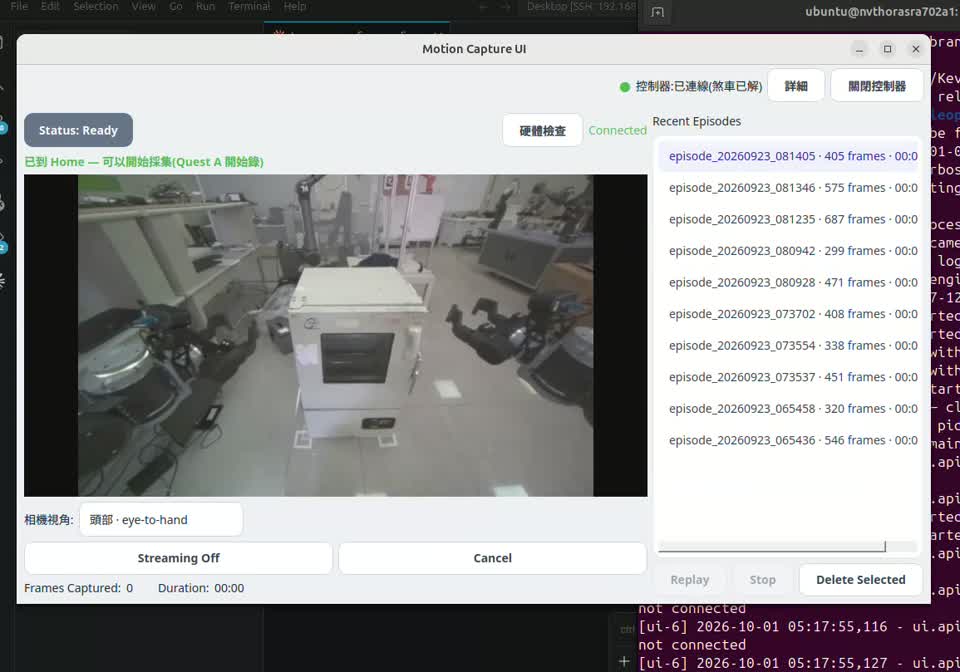 File Edit Selection View Go Run Terminal Help
Desktop [SSH: 192.168
ubuntu@nvthorasra702a1:
Motion Capture UI
控制器:已連線(煞車已解)
詳細
關閉控制器
Status: Ready
硬體檢查
Connected
已到 Home — 可以開始採集(Quest A 開始錄)
相機視角:
頭部 · eye-to-hand
Streaming Off
Cancel
Frames Captured: 0
Duration: 00:00
Recent Episodes
episode_20260923_081405 · 405 frames · 00:0
episode_20260923_081346 · 575 frames · 00:0
episode_20260923_081235 · 687 frames · 00:0
episode_20260923_080942 · 299 frames · 00:0
episode_20260923_080928 · 471 frames · 00:0
episode_20260923_073702 · 408 frames · 00:0
episode_20260923_073554 · 338 frames · 00:0
episode_20260923_073537 · 451 frames · 00:0
episode_20260923_065458 · 320 frames · 00:0
episode_20260923_065436 · 546 frames · 00:0
Replay
Stop
Delete Selected
not connected
[ui-6] 2026-10-01 05:17:55,116 - ui.api
not connected
[ui-6] 2026-10-01 05:17:55,127 - ui.api